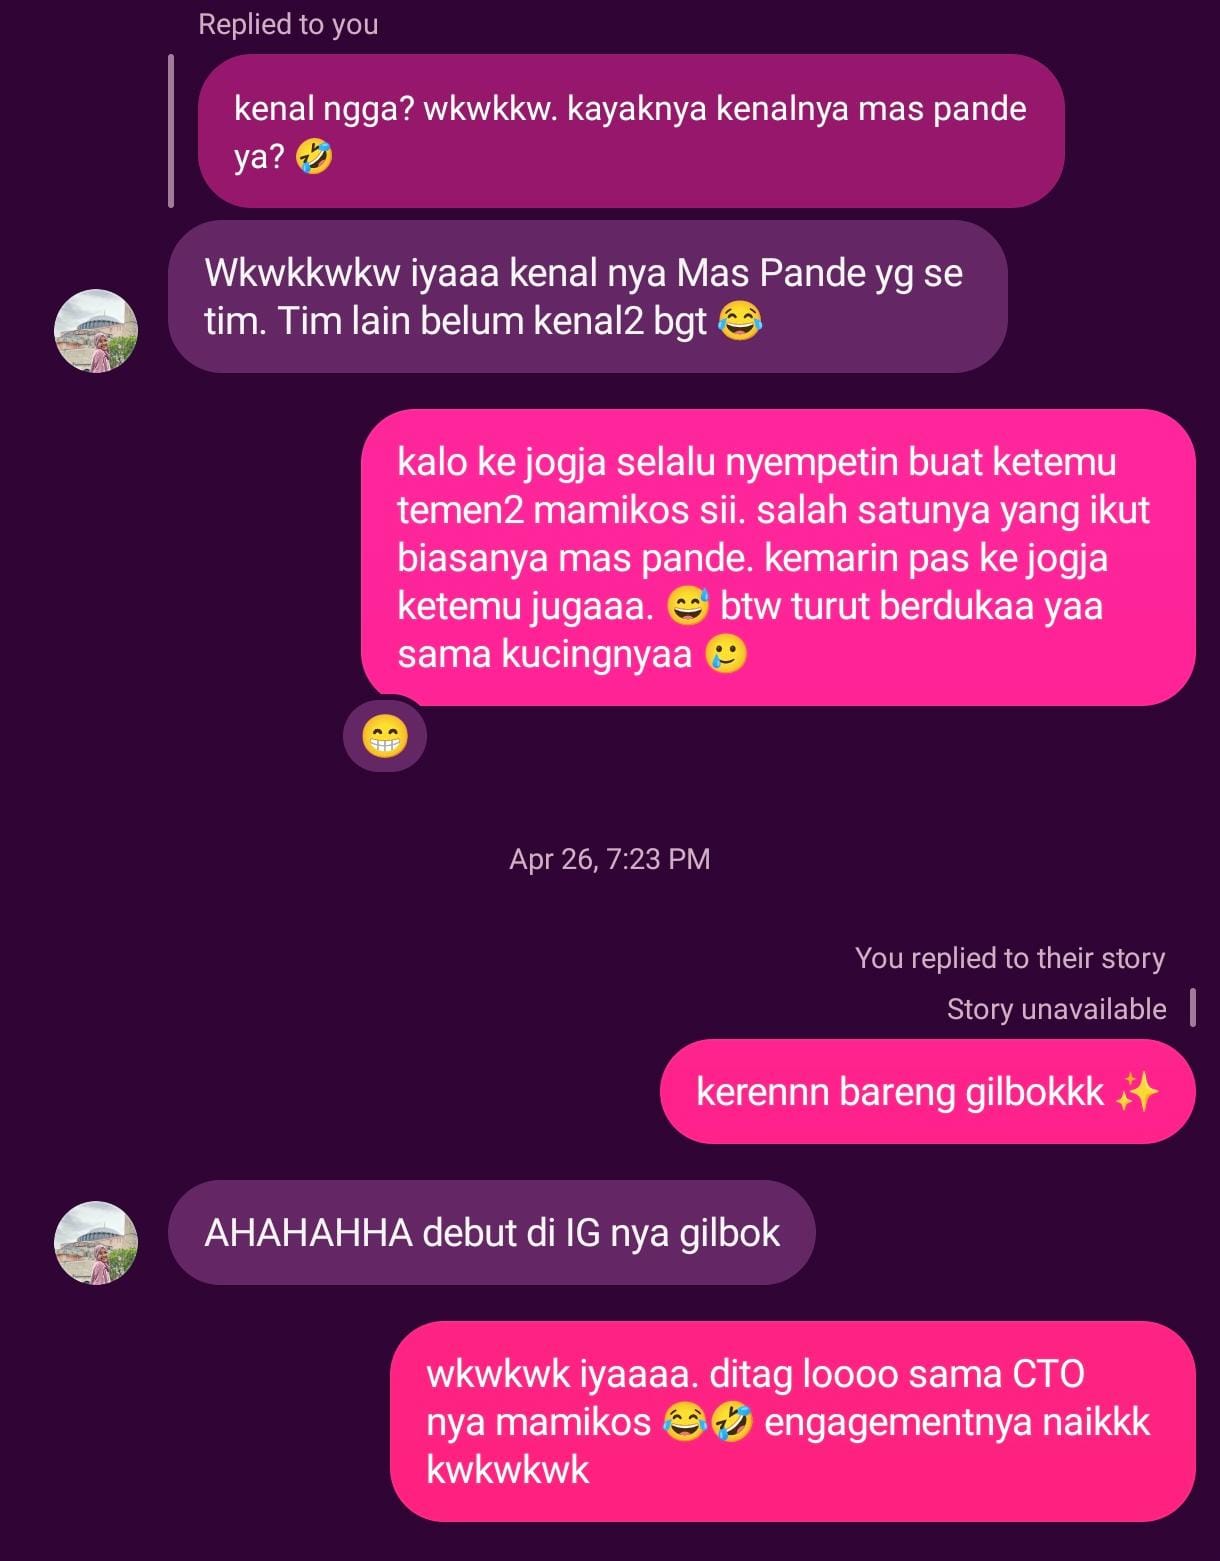 Replied to you
kenal ngga? wkwkkw. kayaknya kenalnya mas pande
ya? 🤣
Wkwkkwkw iyaaa kenal nya Mas Pande yg se
tim. Tim lain belum kenal2 bgt 😂
kalo ke jogja selalu nyempetin buat ketemu
temen2 mamikos sii. salah satunya yang ikut
biasanya mas pande. kemarin pas ke jogja
ketemu jugaaa. 😅 btw turut berdukaa yaa
sama kucingnyaa 🥲
😁
Apr 26, 7:23 PM
You replied to their story
Story unavailable
kerennn bareng gilbokkk ✨
AHAHAHHA debut di IG nya gilbok
wkwkwk iyaaaa. ditag loooo sama CTO
nya mamikos 😂🤣 engagementnya naikkk
kwkwkwk